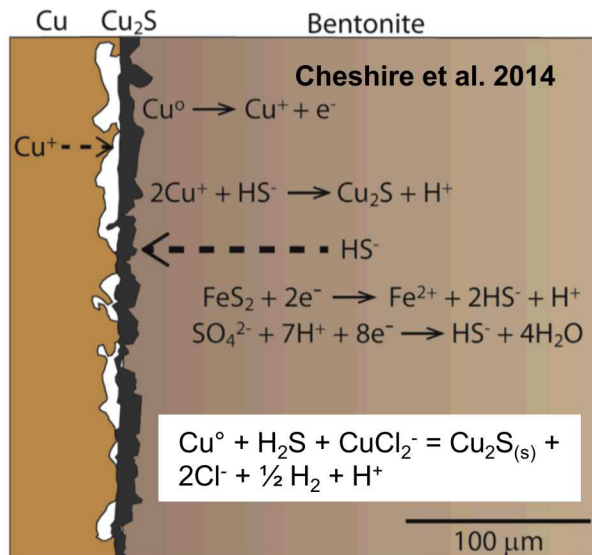 Cu Cu₂S Bentonite
Cheshire et al. 2014
Cu° → Cu⁺ + e⁻
Cu⁺
2Cu⁺ + HS⁻ → Cu₂S + H⁺
HS⁻
FeS₂ + 2e⁻ → Fe²⁺ + 2HS⁻ + H⁺
SO₄²⁻ + 7H⁺ + 8e⁻ → HS⁻ + 4H₂O
Cu° + H₂S + CuCl₂⁻ = Cu₂S₍s₎ +
2Cl⁻ + ½ H₂ + H⁺
100 μm